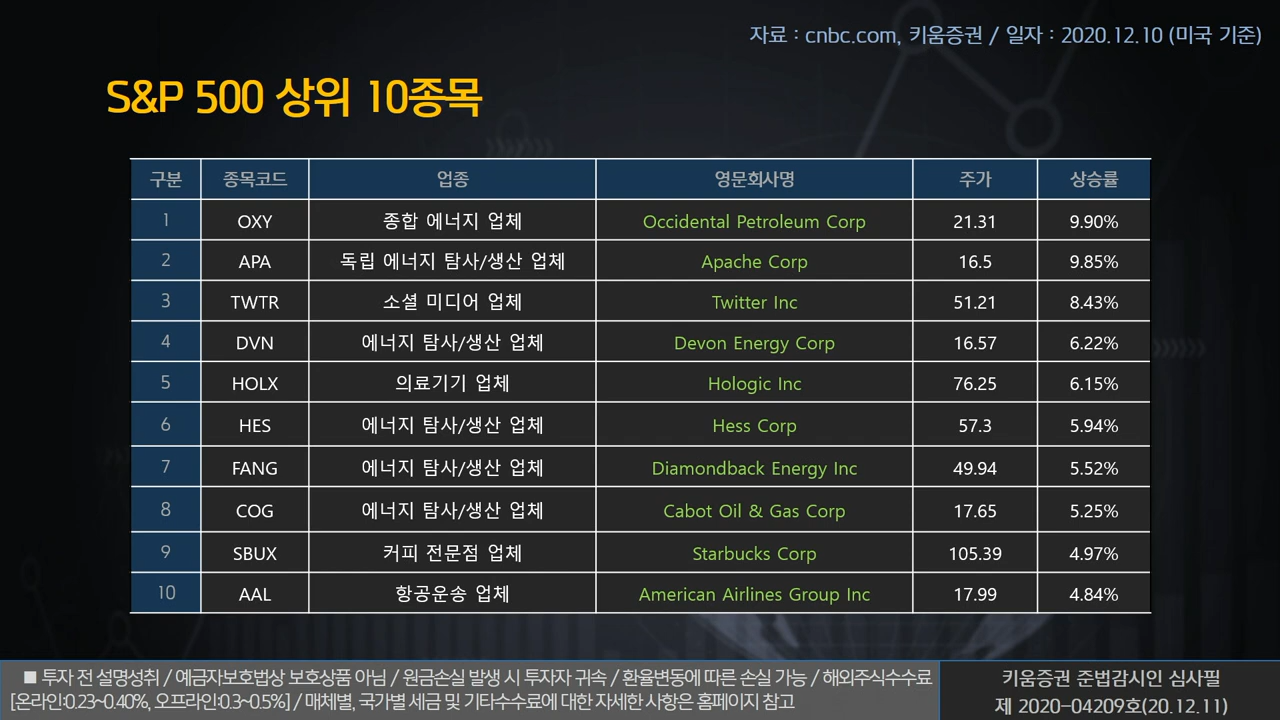 자료 : cnbc.com, 키움증권 / 일자 : 2020.12.10 (미국 기준)
S&P 500 상위 10종목
구분 종목코드 업종 영문회사명 주가 상승률
1 OXY 종합 에너지 업체 Occidental Petroleum Corp 21.31 9.90%
2 APA 독립 에너지 탐사/생산 업체 Apache Corp 16.5 9.85%
3 TWTR 소셜 미디어 업체 Twitter Inc 51.21 8.43%
4 DVN 에너지 탐사/생산 업체 Devon Energy Corp 16.57 6.22%
5 HOLX 의료기기 업체 Hologic Inc 76.25 6.15%
6 HES 에너지 탐사/생산 업체 Hess Corp 57.3 5.94%
7 FANG 에너지 탐사/생산 업체 Diamondback Energy Inc 49.94 5.52%
8 COG 에너지 탐사/생산 업체 Cabot Oil & Gas Corp 17.65 5.25%
9 SBUX 커피 전문점 업체 Starbucks Corp 105.39 4.97%
10 AAL 항공운송 업체 American Airlines Group Inc 17.99 4.84%
■ 투자 전 설명성취 / 예금자보호법상 보호상품 아님 / 원금손실 발생 시 투자자 귀속 / 환율변동에 따른 손실 가능 / 해외주식수수료
[온라인:0.23~0.40%, 오프라인:0.3~0.5%] / 매체별, 국가별 세금 및 기타수수료에 대한 자세한 사항은 홈페이지 참고
키움증권 준법감시인 심사필
제 2020-04209호(20.12.11)